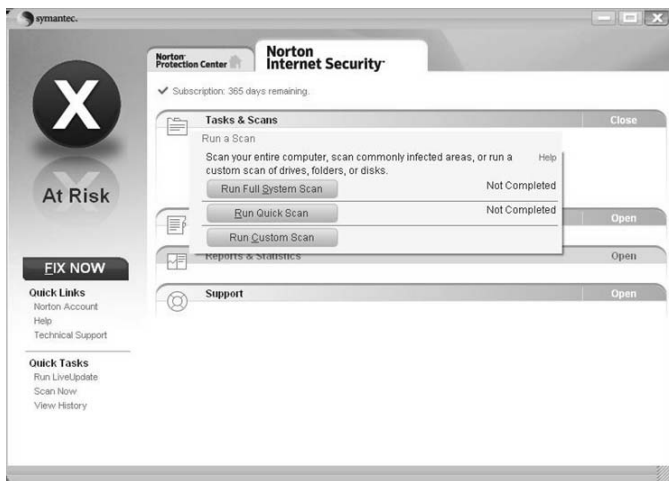 symantec.
Norton
Protection Center
Norton
Internet Security
Subscription: 365 days remaining.
X
At Risk
FIX NOW
Quick Links
Norton Account
Help
Technical Support
Quick Tasks
Run LiveUpdate
Scan Now
View History
Tasks & Scans Close
Run a Scan
Scan your entire computer, scan commonly infected areas, or run a Help
custom scan of drives, folders, or disks.
Run Full System Scan Not Completed
Run Quick Scan Not Completed
Run Custom Scan
Open
Reports & Statistics Open
Support Open